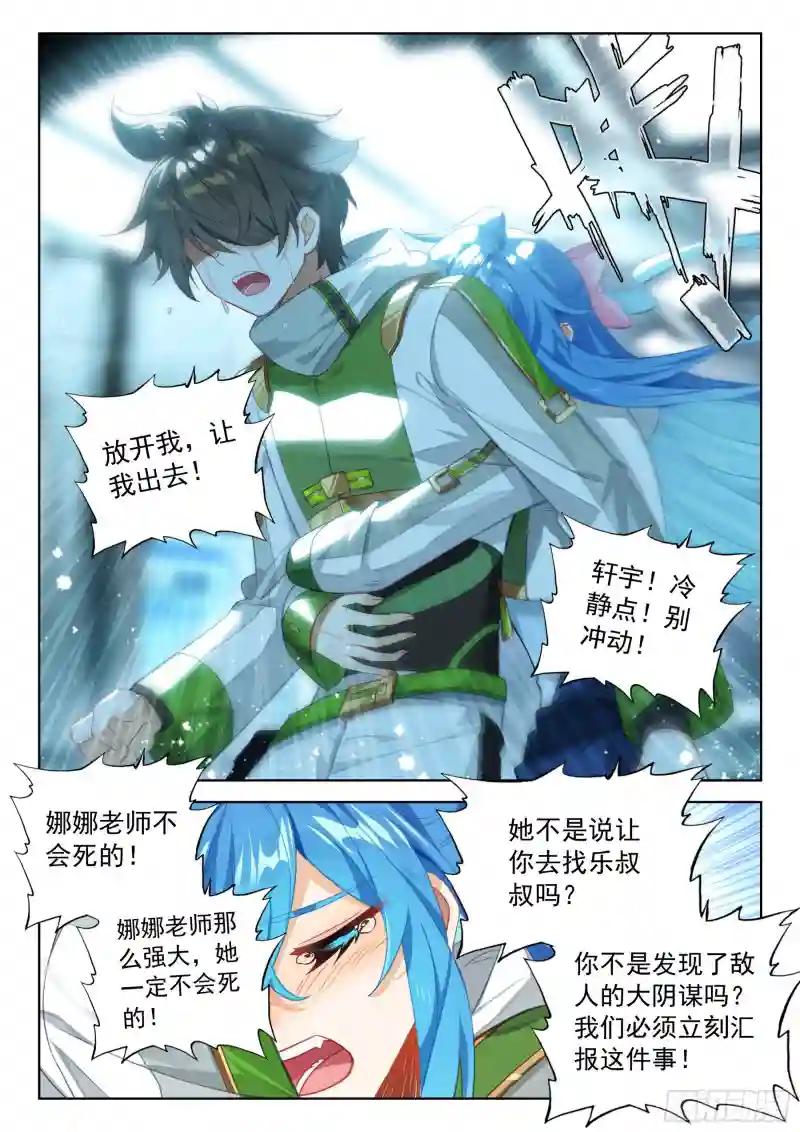 放开我，让
我出去！
轩宇！冷
静点！别
冲动！
娜娜老师不
会死的！
娜娜老师那
么强大，她
一定不会死
的！
她不是说让
你去找乐叔
叔吗？
你不是发现了敌
人的大阴谋吗？
我们必须立刻汇
报这件事！